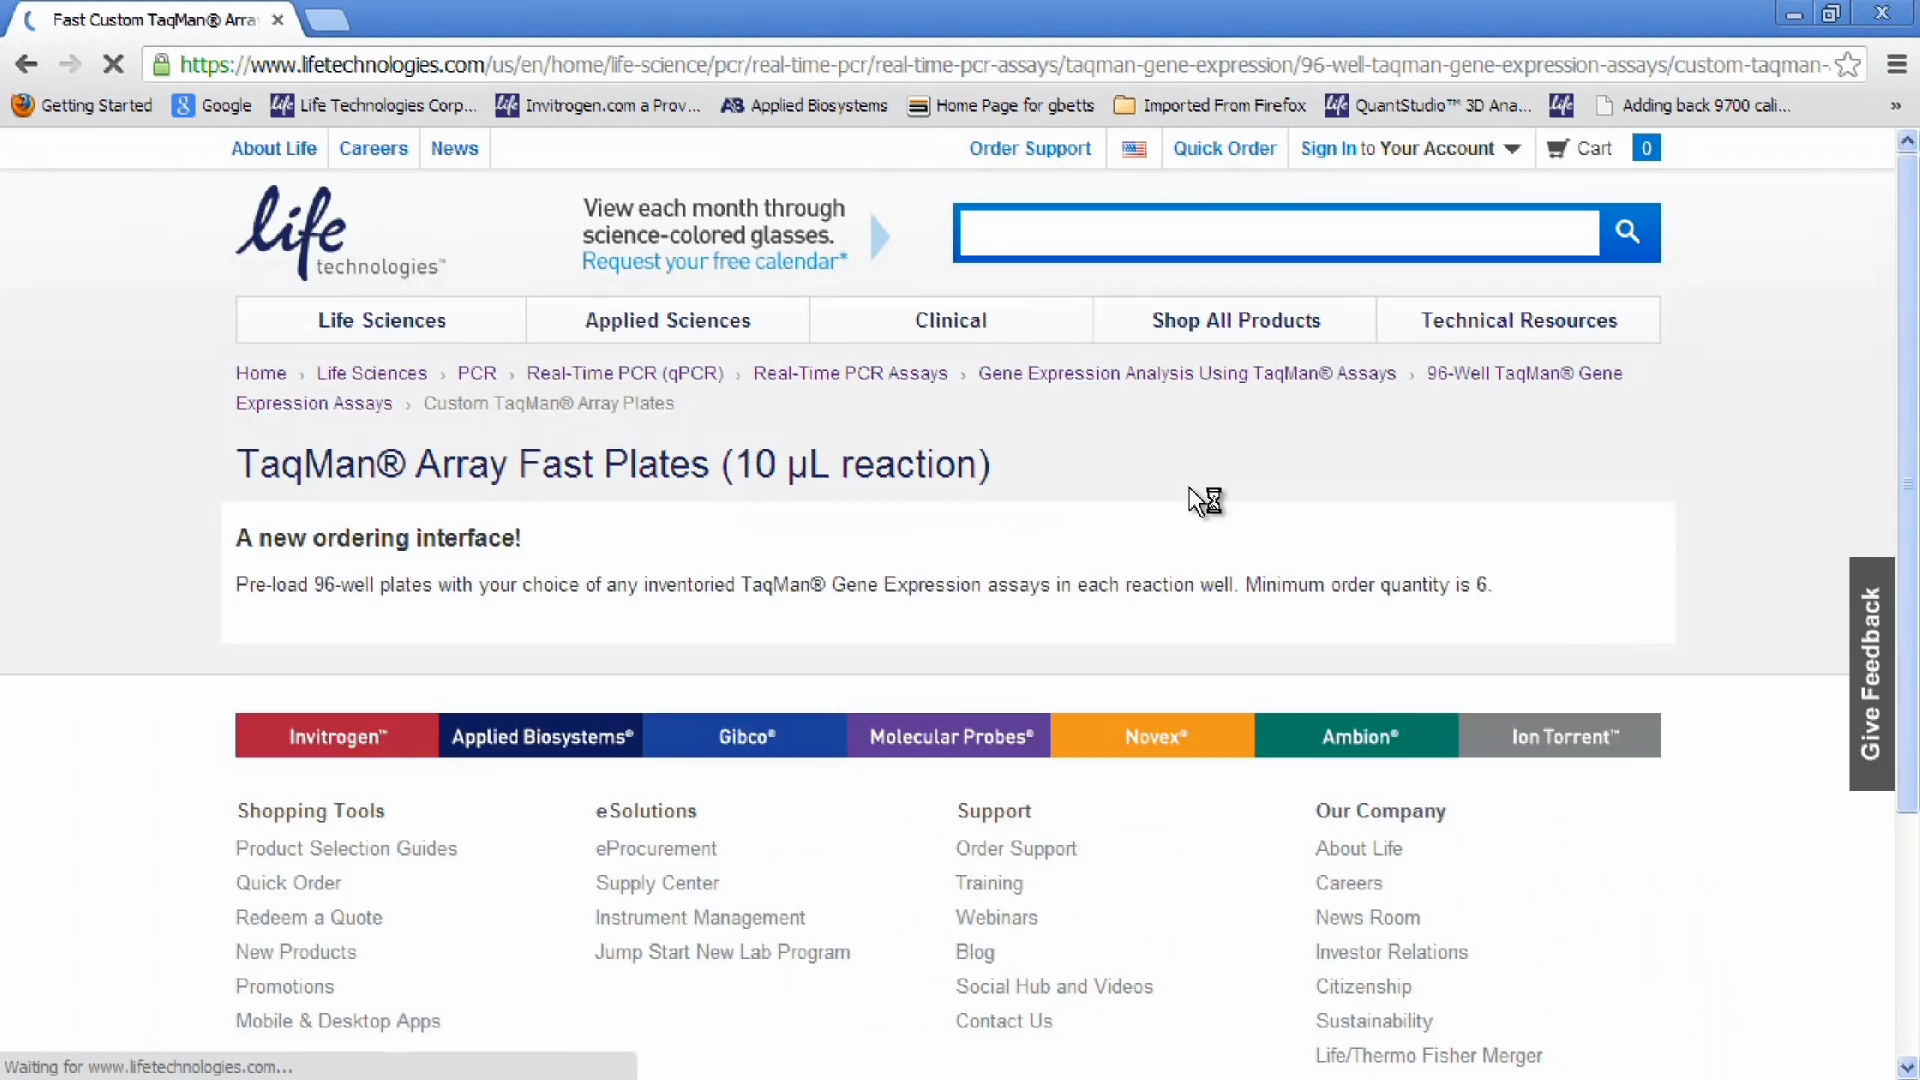 Fast Custom TaqMan® Arra
https://www.lifetechnologies.com/us/en/home/life-science/pcr/real-time-pcr/real-time-pcr-assays/taqman-gene-expression/96-well-taqman-gene-expression-assays/custom-taqman-
Getting Started Google Life Technologies Corp... Invitrogen.com a Prov... Applied Biosystems Home Page for gbetts Imported From Firefox QuantStudio™ 3D Ana... Adding back 9700 cali... »
About Life Careers News Order Support Quick Order Sign In to Your Account Cart 0
life
technologies™
View each month through
science-colored glasses.
Request your free calendar*
Life Sciences Applied Sciences Clinical Shop All Products Technical Resources
Home › Life Sciences › PCR › Real-Time PCR (qPCR) › Real-Time PCR Assays › Gene Expression Analysis Using TaqMan® Assays › 96-Well TaqMan® Gene
Expression Assays › Custom TaqMan® Array Plates
TaqMan® Array Fast Plates (10 µL reaction)
A new ordering interface!
Pre-load 96-well plates with your choice of any inventoried TaqMan® Gene Expression assays in each reaction well. Minimum order quantity is 6.
Give Feedback
Invitrogen™ Applied Biosystems® Gibco® Molecular Probes® Novex® Ambion® Ion Torrent™
Shopping Tools eSolutions Support Our Company
Product Selection Guides eProcurement Order Support About Life
Quick Order Supply Center Training Careers
Redeem a Quote Instrument Management Webinars News Room
New Products Jump Start New Lab Program Blog Investor Relations
Promotions Social Hub and Videos Citizenship
Mobile & Desktop Apps Contact Us Sustainability
Life/Thermo Fisher Merger
Waiting for www.lifetechnologies.com...